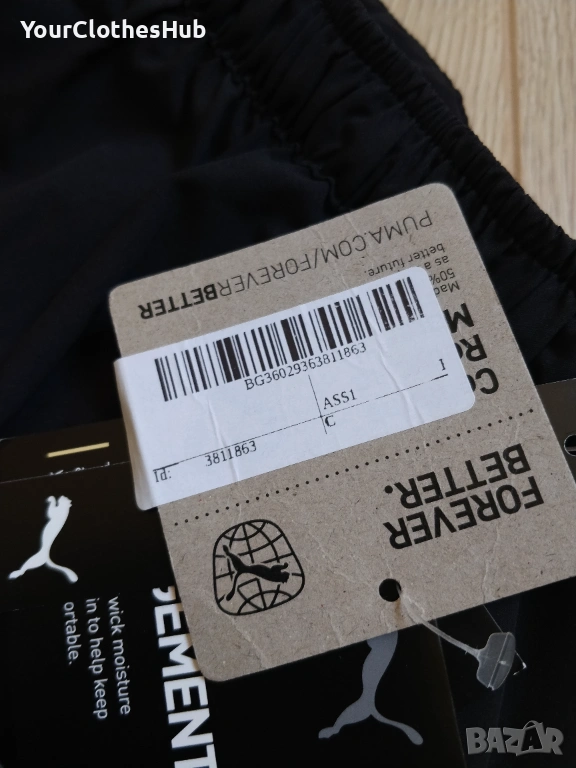 YourClothesHub
PUMA.COM/FOREVERBETTER
50%
as a
better future.
BG36029363811863
ASS1
I
Id:
3811863
C
FOREVER
BETTER.
wick moisture
in to help keep
ortable.
BAZAR